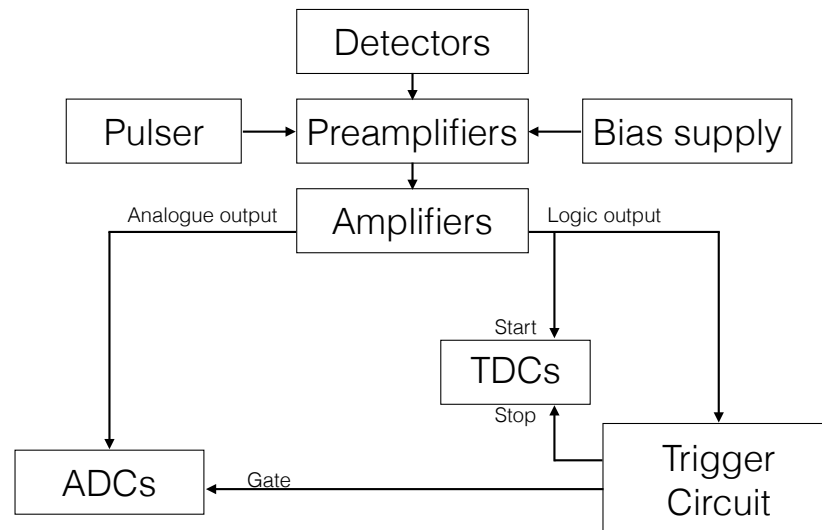 Detectors
Pulser
Preamplifiers
Bias supply
Analogue output
Amplifiers
Logic output
Start
TDCs
Stop
ADCs
Gate
Trigger
Circuit